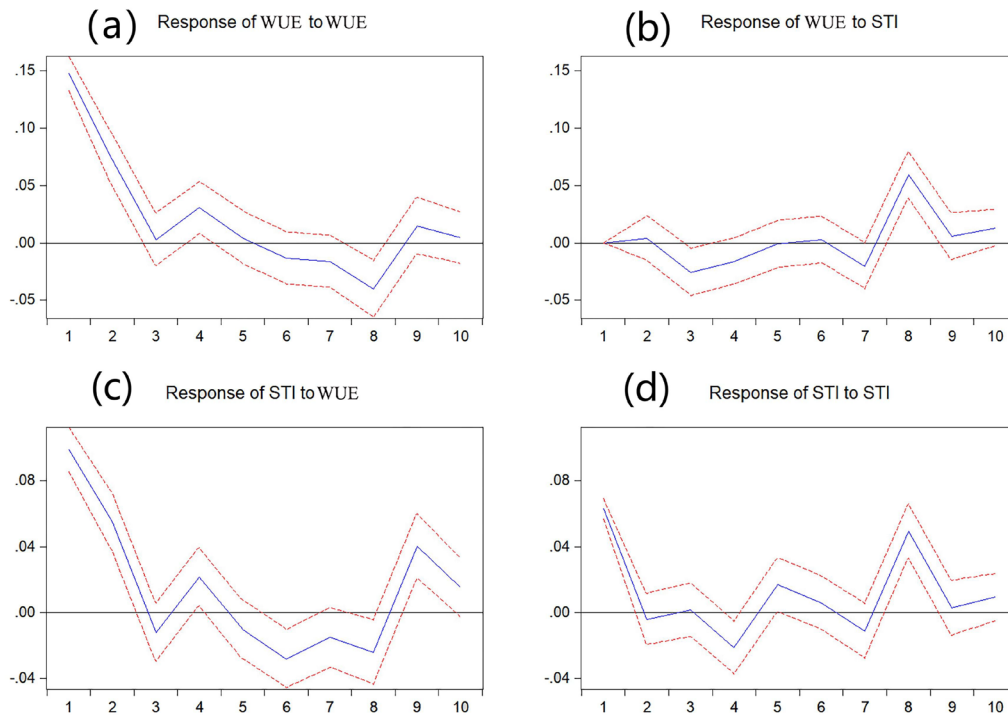 (a) Response of WUE to WUE
.15
.10
.05
.00
-.05
1 2 3 4 5 6 7 8 9 10
(b) Response of WUE to STI
.15
.10
.05
.00
-.05
1 2 3 4 5 6 7 8 9 10
(c) Response of STI to WUE
.08
.04
.00
-.04
1 2 3 4 5 6 7 8 9 10
(d) Response of STI to STI
.08
.04
.00
-.04
1 2 3 4 5 6 7 8 9 10